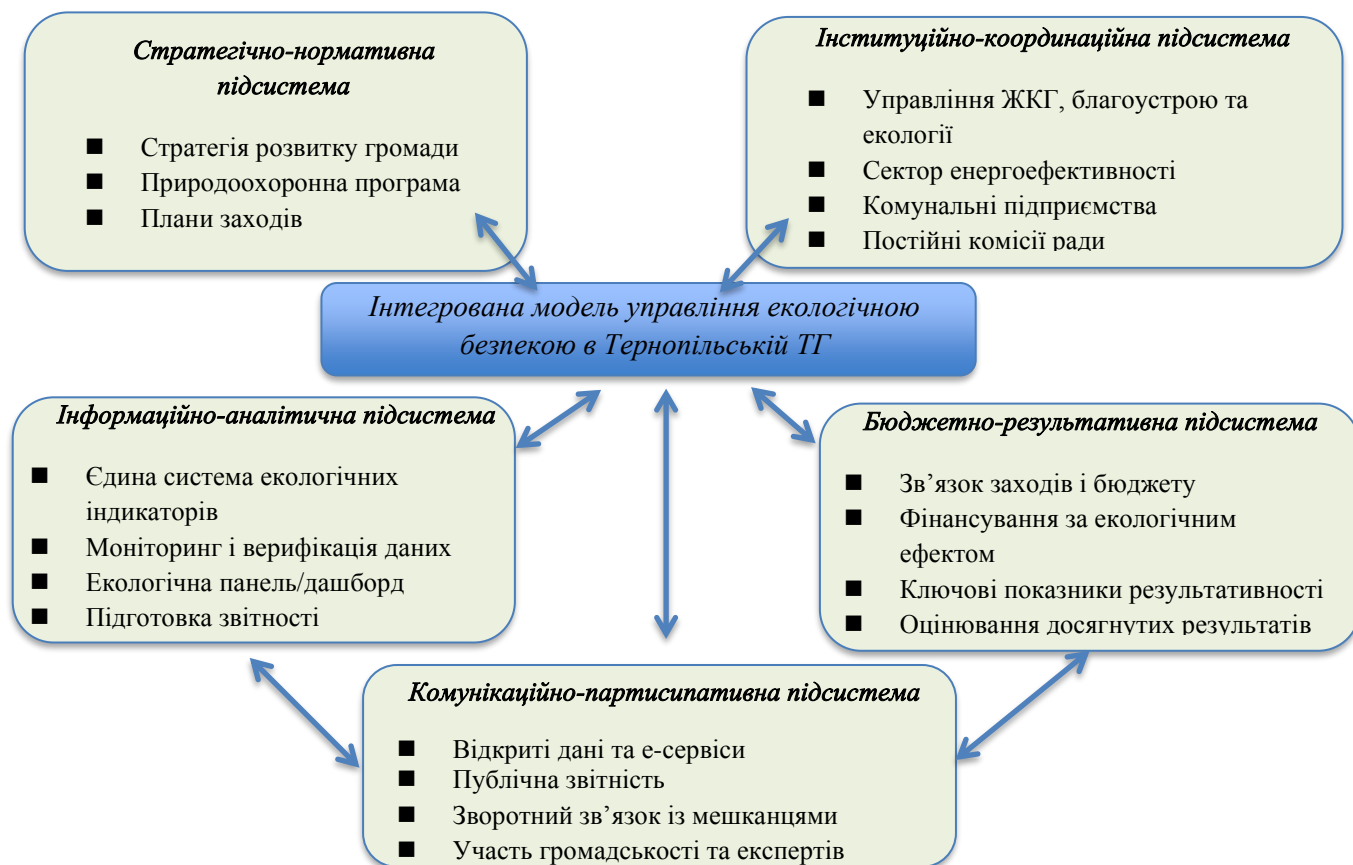 Стратегічно-нормативна
підсистема
Стратегія розвитку громади
Природоохоронна програма
Плани заходів
Інституційно-координаційна підсистема
Управління ЖКГ, благоустрою та
екології
Сектор енергоефективності
Комунальні підприємства
Постійні комісії ради
Інтегрована модель управління екологічною
безпекою в Тернопільській ТГ
Інформаційно-аналітична підсистема
Єдина система екологічних
індикаторів
Моніторинг і верифікація даних
Екологічна панель/дашборд
Підготовка звітності
Бюджетно-результативна підсистема
Зв’язок заходів і бюджету
Фінансування за екологічним
ефектом
Ключові показники результативності
Оцінювання досягнутих результатів
Комунікаційно-партисипативна підсистема
Відкриті дані та е-сервіси
Публічна звітність
Зворотний зв’язок із мешканцями
Участь громадськості та експертів